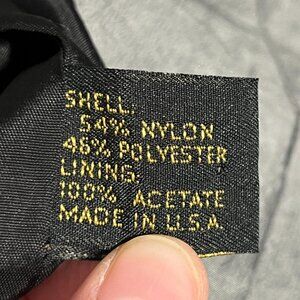 SHELL:
54% NYLON
46% POLYESTER
LINING:
100% ACETATE
MADE IN U.S.A.